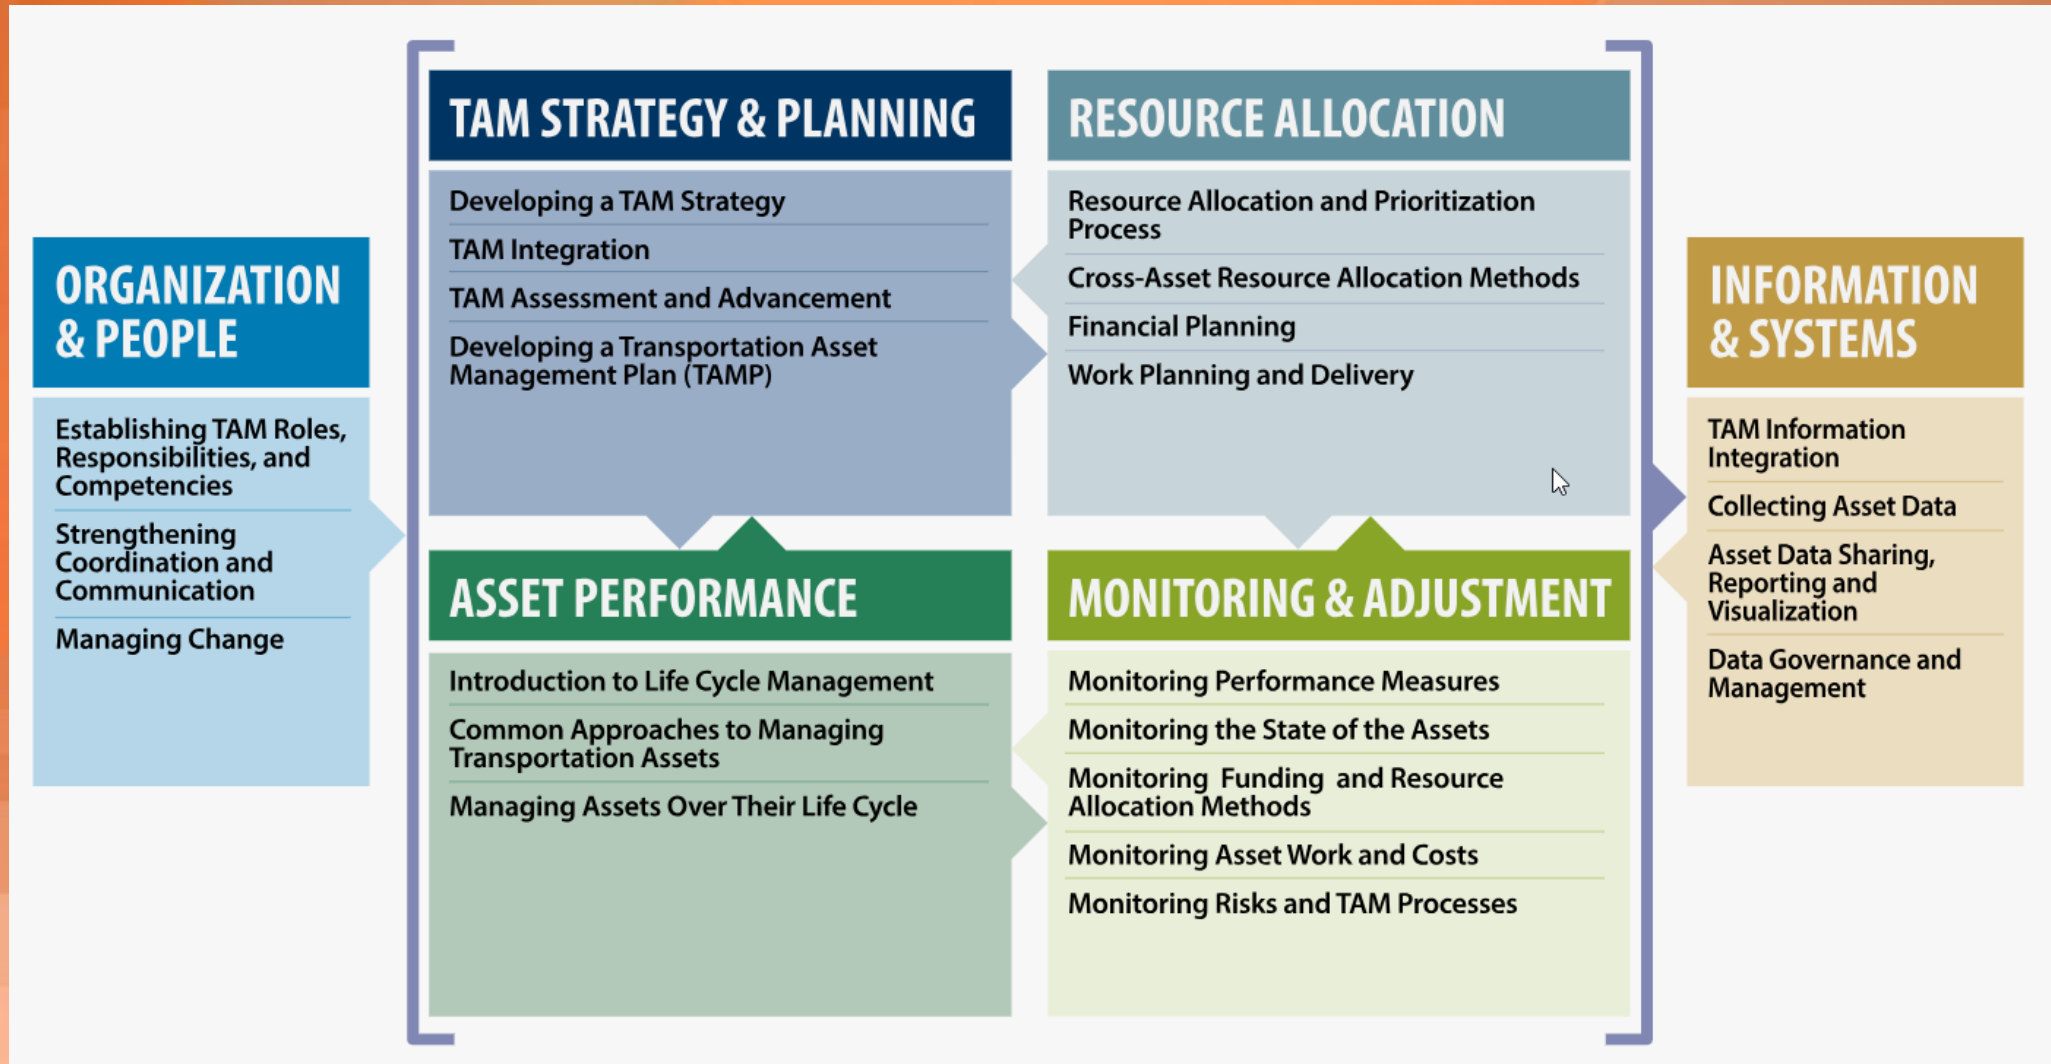 ORGANIZATION
& PEOPLE
Establishing TAM Roles,
Responsibilities, and
Competencies
Strengthening
Coordination and
Communication
Managing Change
TAM STRATEGY & PLANNING
Developing a TAM Strategy
TAM Integration
TAM Assessment and Advancement
Developing a Transportation Asset
Management Plan (TAMP)
RESOURCE ALLOCATION
Resource Allocation and Prioritization
Process
Cross-Asset Resource Allocation Methods
Financial Planning
Work Planning and Delivery
ASSET PERFORMANCE
Introduction to Life Cycle Management
Common Approaches to Managing
Transportation Assets
Managing Assets Over Their Life Cycle
MONITORING & ADJUSTMENT
Monitoring Performance Measures
Monitoring the State of the Assets
Monitoring Funding and Resource
Allocation Methods
Monitoring Asset Work and Costs
Monitoring Risks and TAM Processes
INFORMATION
& SYSTEMS
TAM Information
Integration
Collecting Asset Data
Asset Data Sharing,
Reporting and
Visualization
Data Governance and
Management